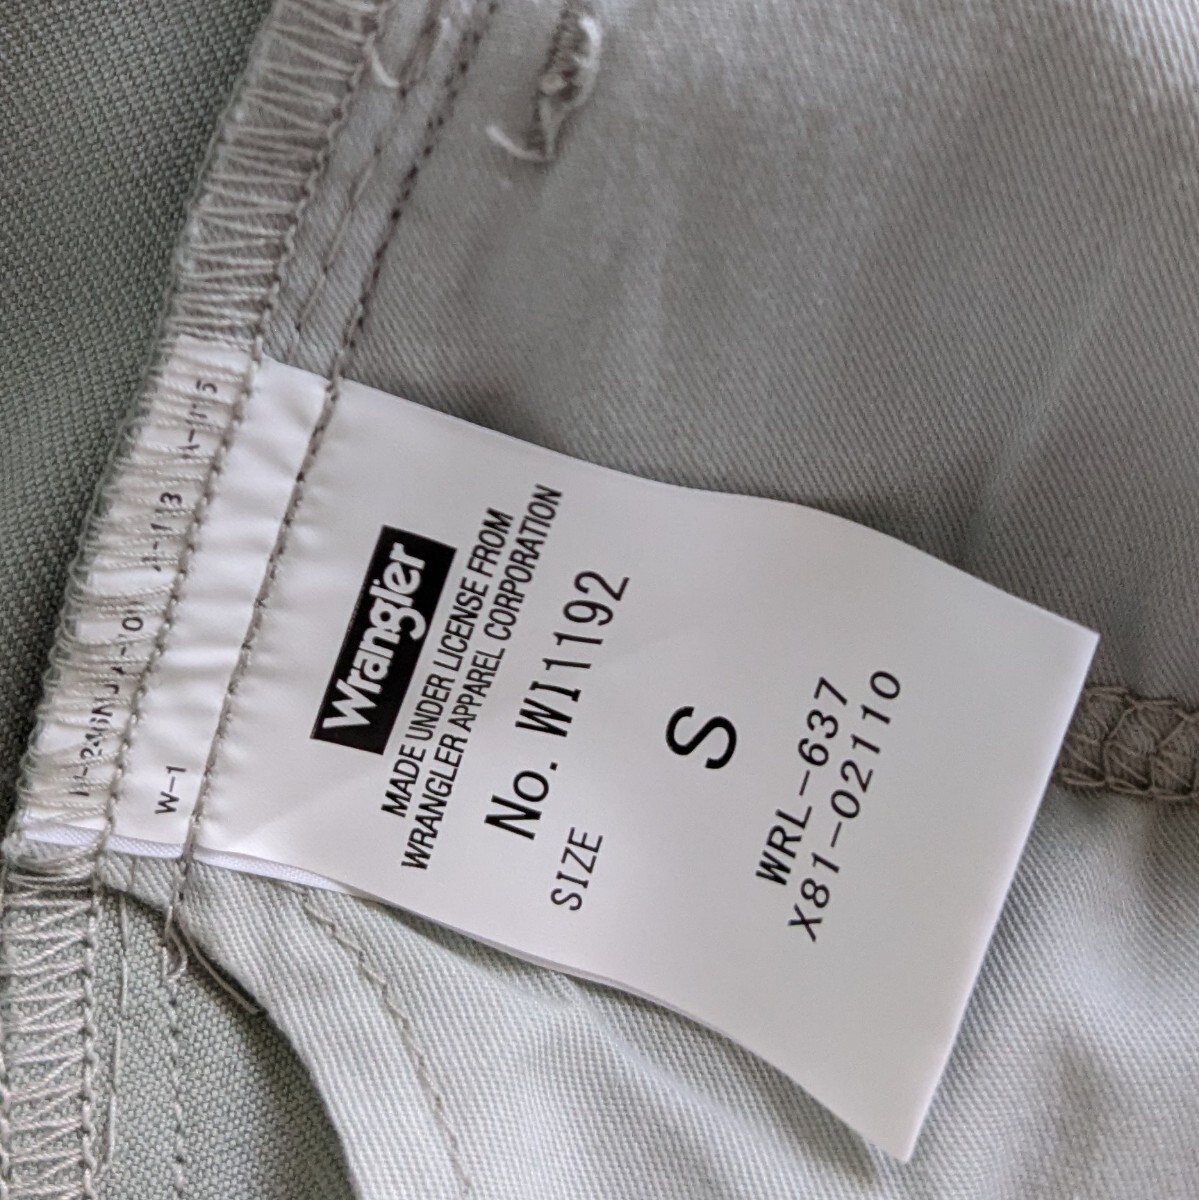 Wrangler
MADE UNDER LICENSE FROM
WRANGLER APPAREL CORPORATION
No. WI1192
SIZE
S
WRL-637
X81-02110
W-1